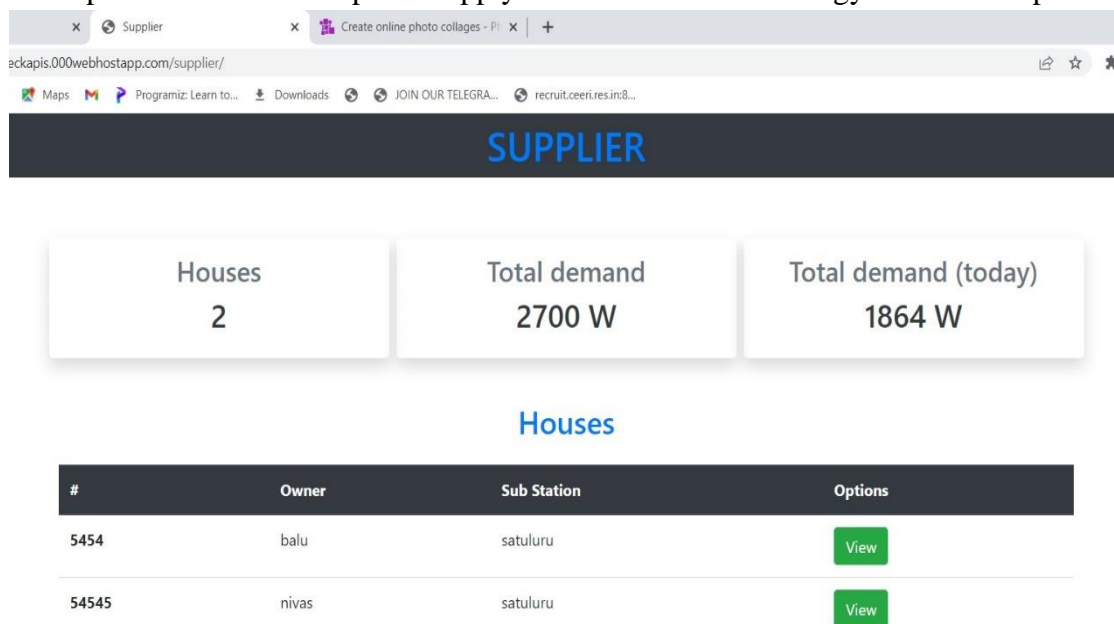 Supplier
Create online photo collages - Ph
eckapis.000webhostapp.com/supplier/
Maps Programiz: Learn to... Downloads JOIN OUR TELEGRA... recruit.ceeri.res.in:8...
SUPPLIER
Houses Total demand Total demand (today)
2 2700 W 1864 W
Houses
# Owner Sub Station Options
5454 balu satuluru View
54545 nivas satuluru View